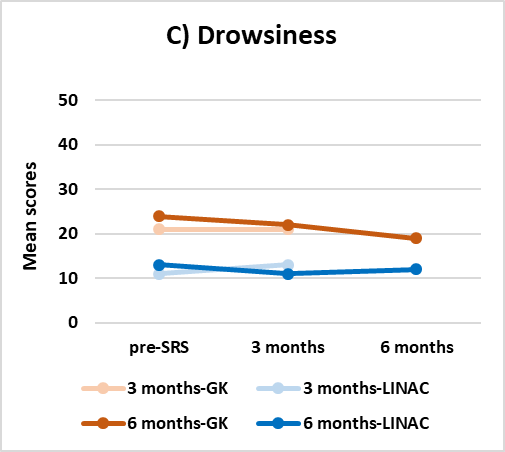 C) Drowsiness
50
40
30
20
10
0
Mean scores
pre-SRS 3 months 6 months
3 months-GK 3 months-LINAC
6 months-GK 6 months-LINAC